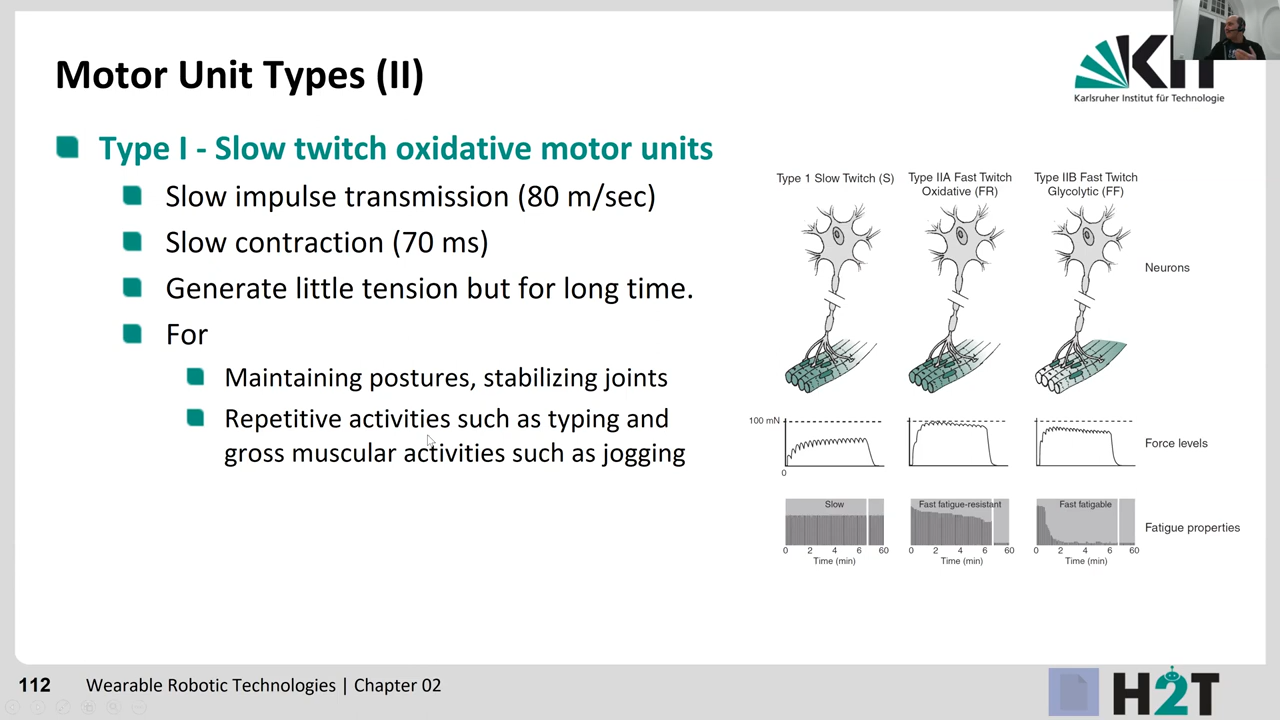 Motor Unit Types (II)
KIT
Karlsruher Institut für Technologie
Type I - Slow twitch oxidative motor units
Slow impulse transmission (80 m/sec)
Slow contraction (70 ms)
Generate little tension but for long time.
For
Maintaining postures, stabilizing joints
Repetitive activities such as typing and
gross muscular activities such as jogging
Type 1 Slow Twitch (S)
Type IIA Fast Twitch
Oxidative (FR)
Type IIB Fast Twitch
Glycolytic (FF)
Neurons
100 mN
0
Force levels
Slow
Fast fatigue-resistant
Fast fatigable
Fatigue properties
0 2 4 6 60
Time (min)
0 2 4 6 60
Time (min)
0 2 4 6 60
Time (min)
112 Wearable Robotic Technologies | Chapter 02
H2T